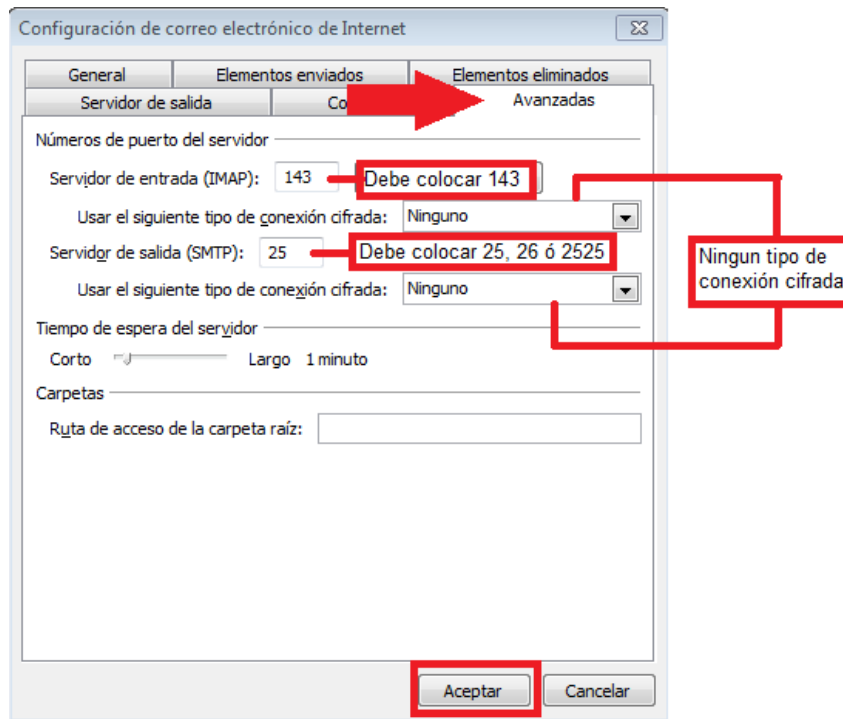 Configuración de correo electrónico de Internet
General Elementos enviados Elementos eliminados
Servidor de salida Co Avanzadas
Números de puerto del servidor
Servidor de entrada (IMAP): 143 Debe colocar 143
Usar el siguiente tipo de conexión cifrada: Ninguno
Servidor de salida (SMTP): 25 Debe colocar 25, 26 ó 2525
Usar el siguiente tipo de conexión cifrada: Ninguno
Ningun tipo de
conexión cifrada
Tiempo de espera del servidor
Corto Largo 1 minuto
Carpetas
Ruta de acceso de la carpeta raíz:
Aceptar Cancelar